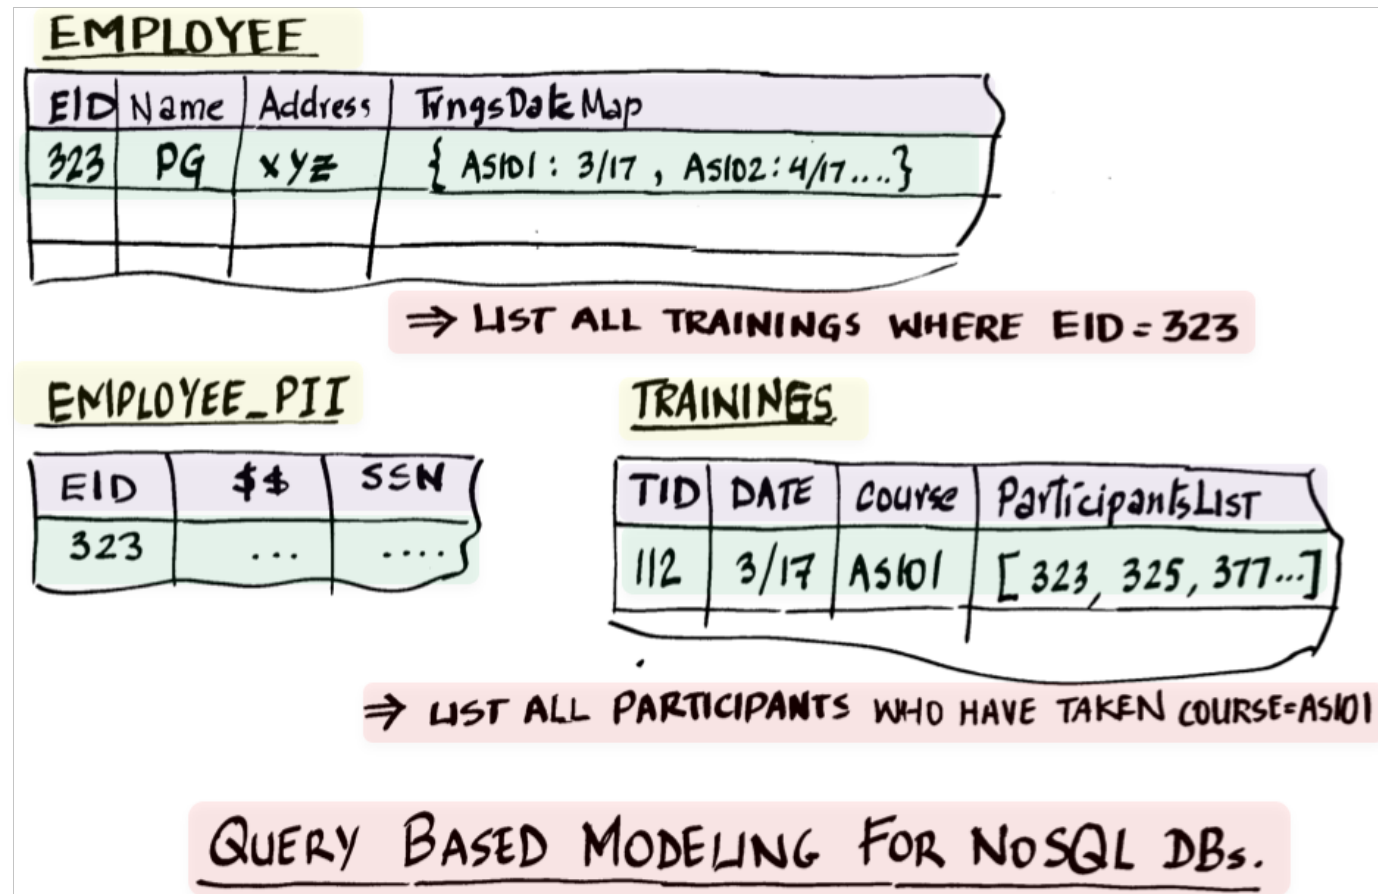 EMPLOYEE
EID Name Address TrngsDate Map
323 PG xyz { AS101 : 3/17 , AS102 : 4/17 .... }
⇒ LIST ALL TRAININGS WHERE EID = 323
EMPLOYEE_PII
EID $$ SSN
323 ... ....
TRAININGS
TID DATE Course ParticipantsLIST
112 3/17 AS101 [ 323, 325, 377... ]
⇒ LIST ALL PARTICIPANTS WHO HAVE TAKEN COURSE=AS101
QUERY BASED MODELING FOR NoSQL DBs.